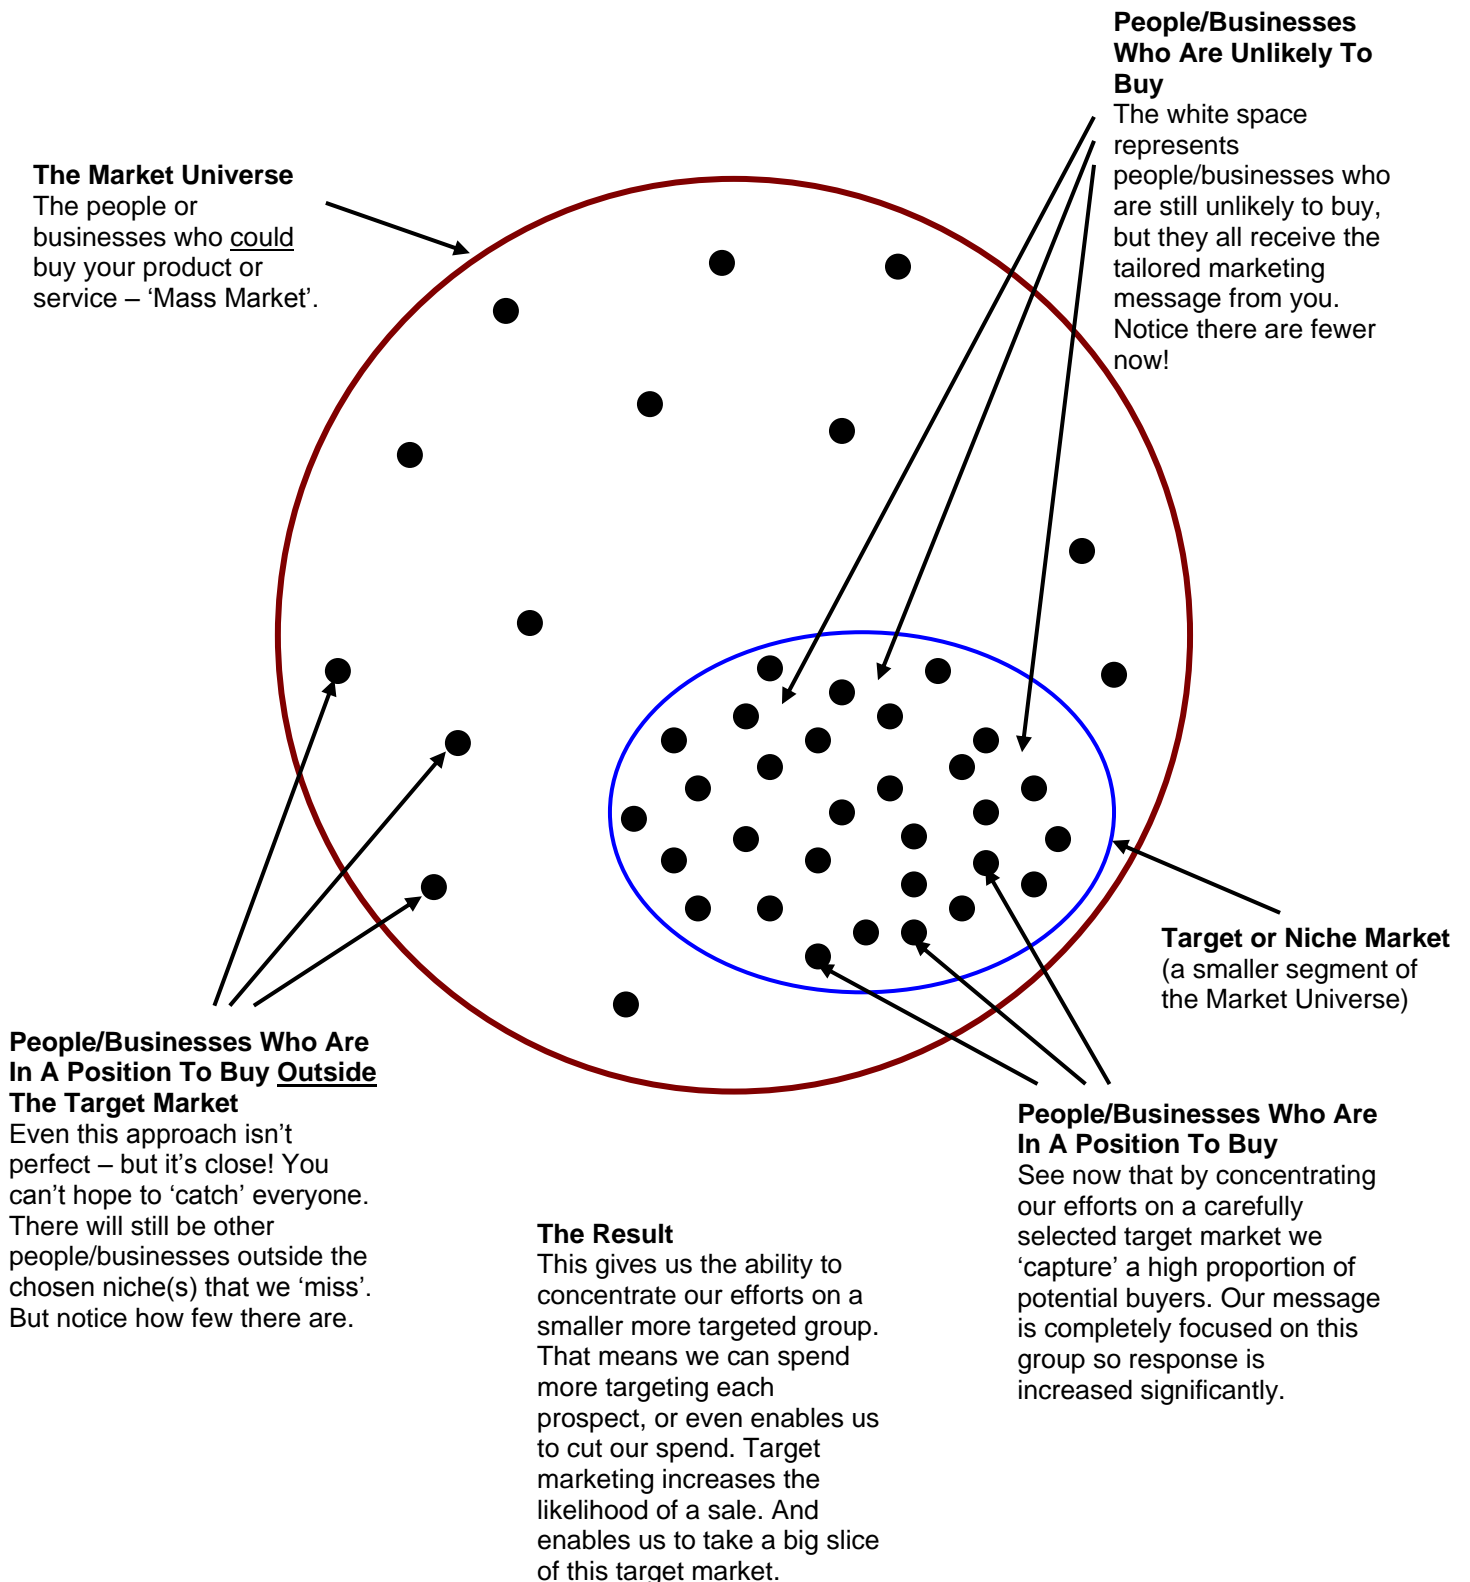 People/Businesses
Who Are Unlikely To
Buy
The white space
represents
people/businesses who
are still unlikely to buy,
but they all receive the
tailored marketing
message from you.
Notice there are fewer
now!
The Market Universe
The people or
businesses who could
buy your product or
service – ‘Mass Market’.
Target or Niche Market
(a smaller segment of
the Market Universe)
People/Businesses Who Are
In A Position To Buy Outside
The Target Market
Even this approach isn’t
perfect – but it’s close! You
can’t hope to ‘catch’ everyone.
There will still be other
people/businesses outside the
chosen niche(s) that we ‘miss’.
But notice how few there are.
People/Businesses Who Are
In A Position To Buy
See now that by concentrating
our efforts on a carefully
selected target market we
‘capture’ a high proportion of
potential buyers. Our message
is completely focused on this
group so response is
increased significantly.
The Result
This gives us the ability to
concentrate our efforts on a
smaller more targeted group.
That means we can spend
more targeting each
prospect, or even enables us
to cut our spend. Target
marketing increases the
likelihood of a sale. And
enables us to take a big slice
of this target market.